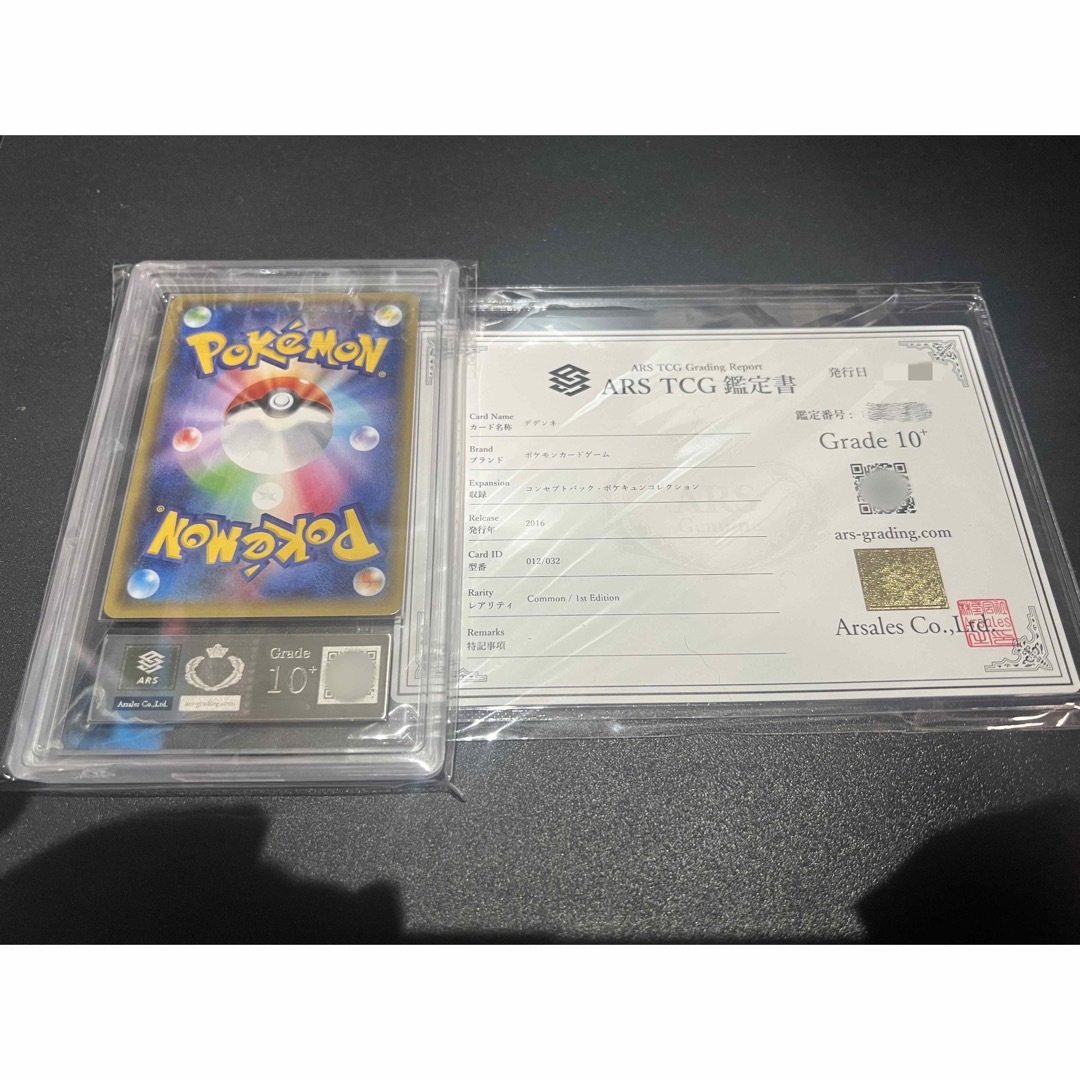 POKéMON
®
POKéMON
®
ARS
Arsales Co.,Ltd.
ars-grading.com
Grade
10+
ARS TCG Grading Report
ARS TCG 鑑定書
発行日
鑑定番号：
Grade 10+
ars-grading.com
Arsales Co.,Ltd.
Card Name
カード名称 デデンネ
Brand
ブランド ポケモンカードゲーム
Expansion
収録 コンセプトパック - ポケキュンコレクション
Release
発行年 2016
Card ID
型番 012/032
Rarity
レアリティ Common / 1st Edition
Remarks
特記事項 -